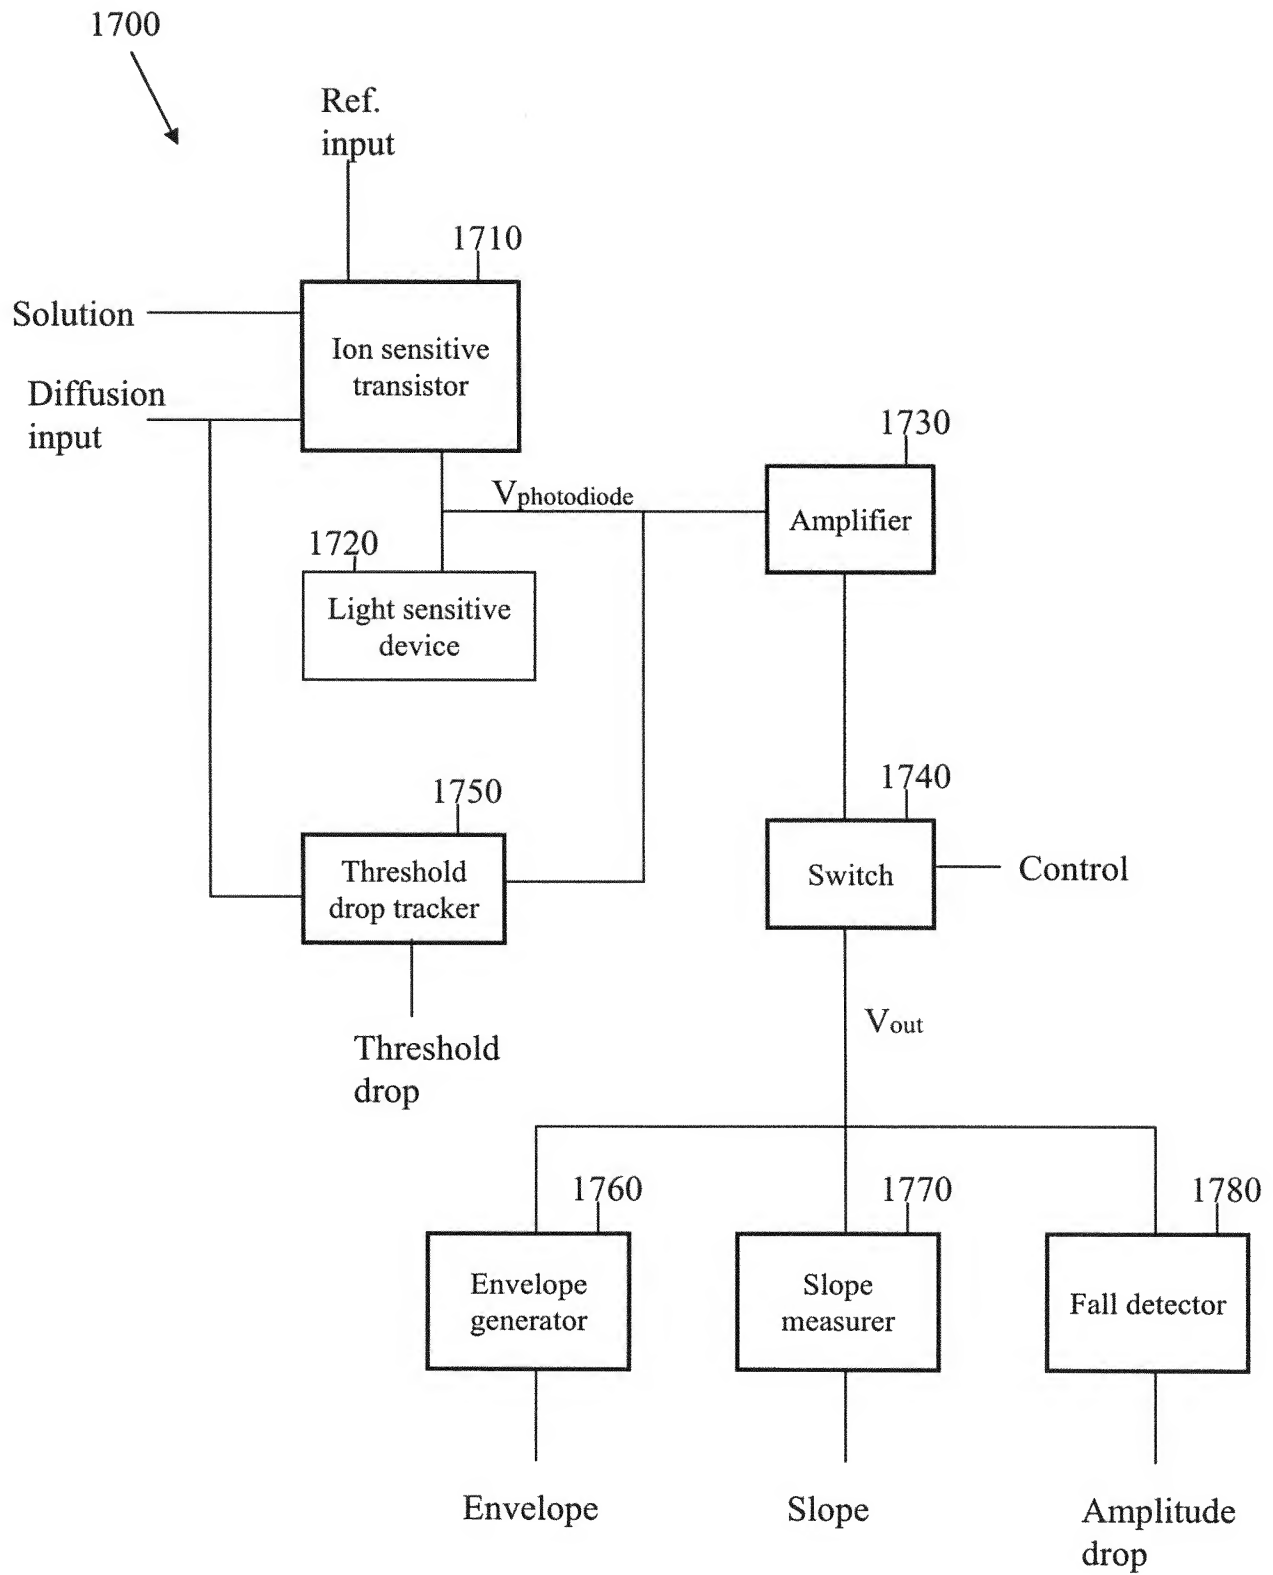 1700
Ref.
input
1710
Solution
Ion sensitive
transistor
Diffusion
input
1730
Vphotodiode
Amplifier
1720
Light sensitive
device
1740
1750
Switch
Control
Threshold
drop tracker
Vout
Threshold
drop
1760
1770
1780
Envelope
generator
Slope
measurer
Fall detector
Envelope
Slope
Amplitude
drop